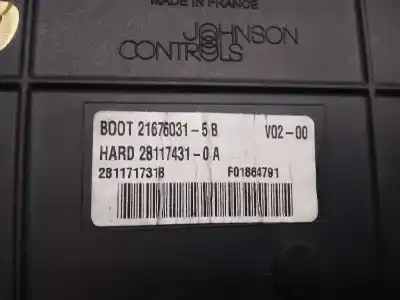 MADE IN FRANCE
JOHNSON
CONTROLS
BOOT 21676031-5 B V02-00
HARD 28117431-0 A
281171731B F01864791